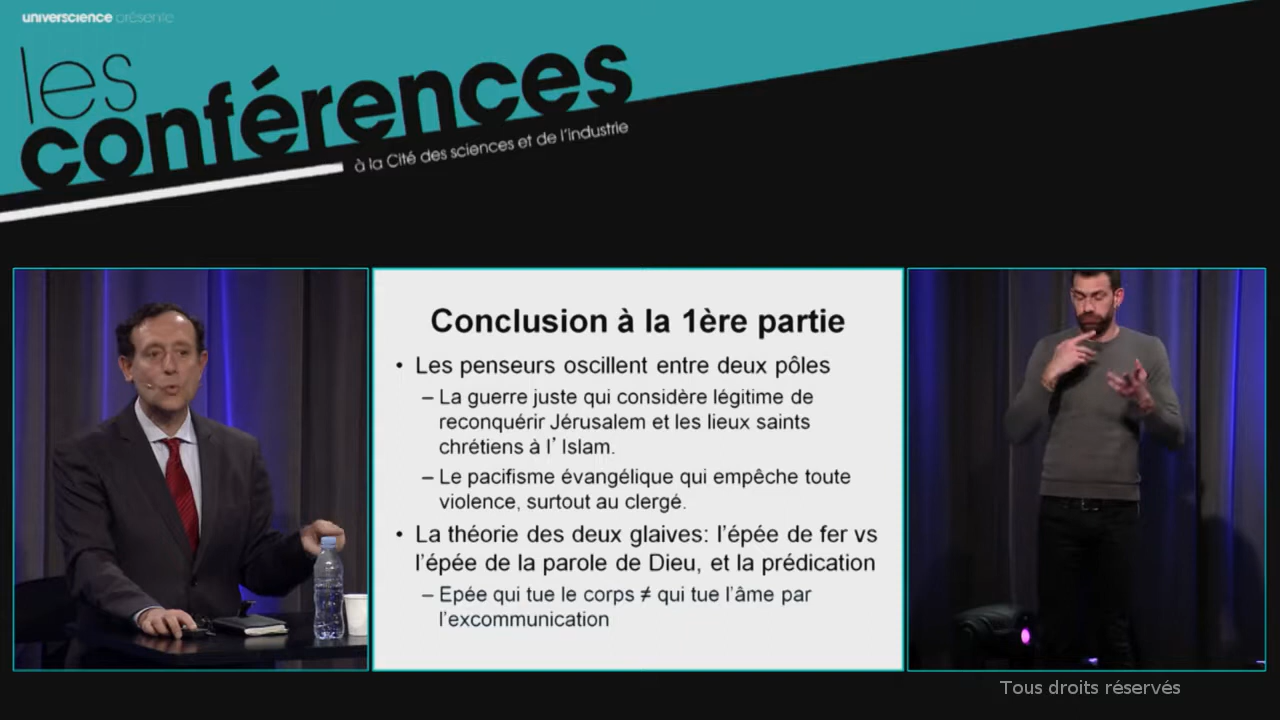 universcience présente
les
conférences
à la Cité des sciences et de l'industrie
Conclusion à la 1ère partie
• Les penseurs oscillent entre deux pôles
– La guerre juste qui considère légitime de
reconquérir Jérusalem et les lieux saints
chrétiens à l’ Islam.
– Le pacifisme évangélique qui empêche toute
violence, surtout au clergé.
• La théorie des deux glaives: l’épée de fer vs
l’épée de la parole de Dieu, et la prédication
– Epée qui tue le corps ≠ qui tue l’âme par
l’excommunication
Tous droits réservés